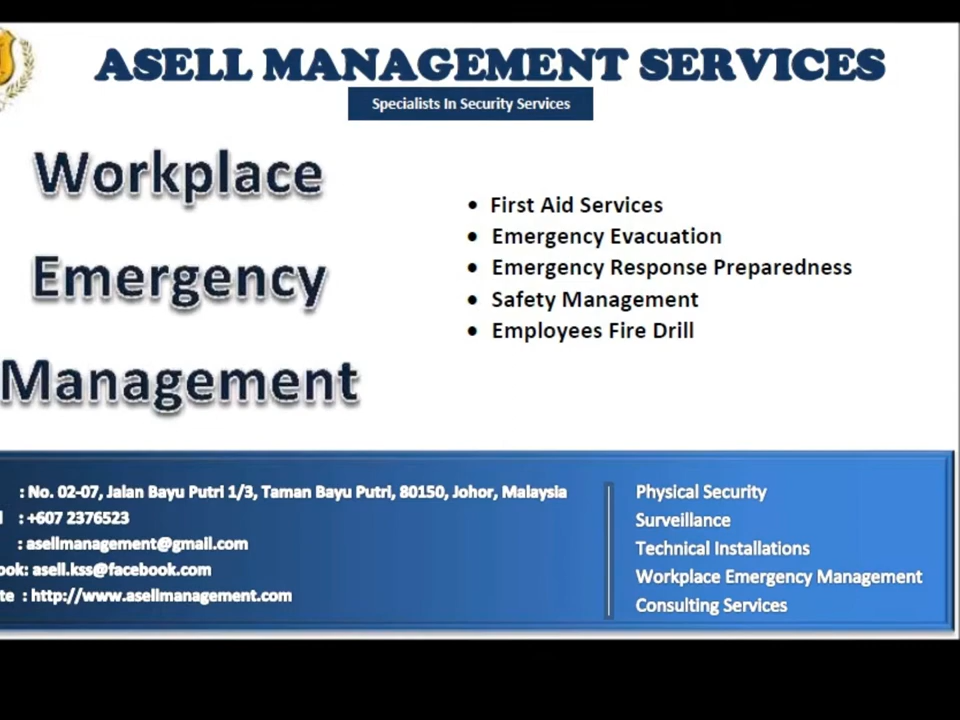 ASELL MANAGEMENT SERVICES
Specialists In Security Services
Workplace
Emergency
Management
• First Aid Services
• Emergency Evacuation
• Emergency Response Preparedness
• Safety Management
• Employees Fire Drill
: No. 02-07, Jalan Bayu Putri 1/3, Taman Bayu Putri, 80150, Johor, Malaysia
: +607 2376523
: asellmanagement@gmail.com
ook: asell.kss@facebook.com
te : http://www.asellmanagement.com
Physical Security
Surveillance
Technical Installations
Workplace Emergency Management
Consulting Services